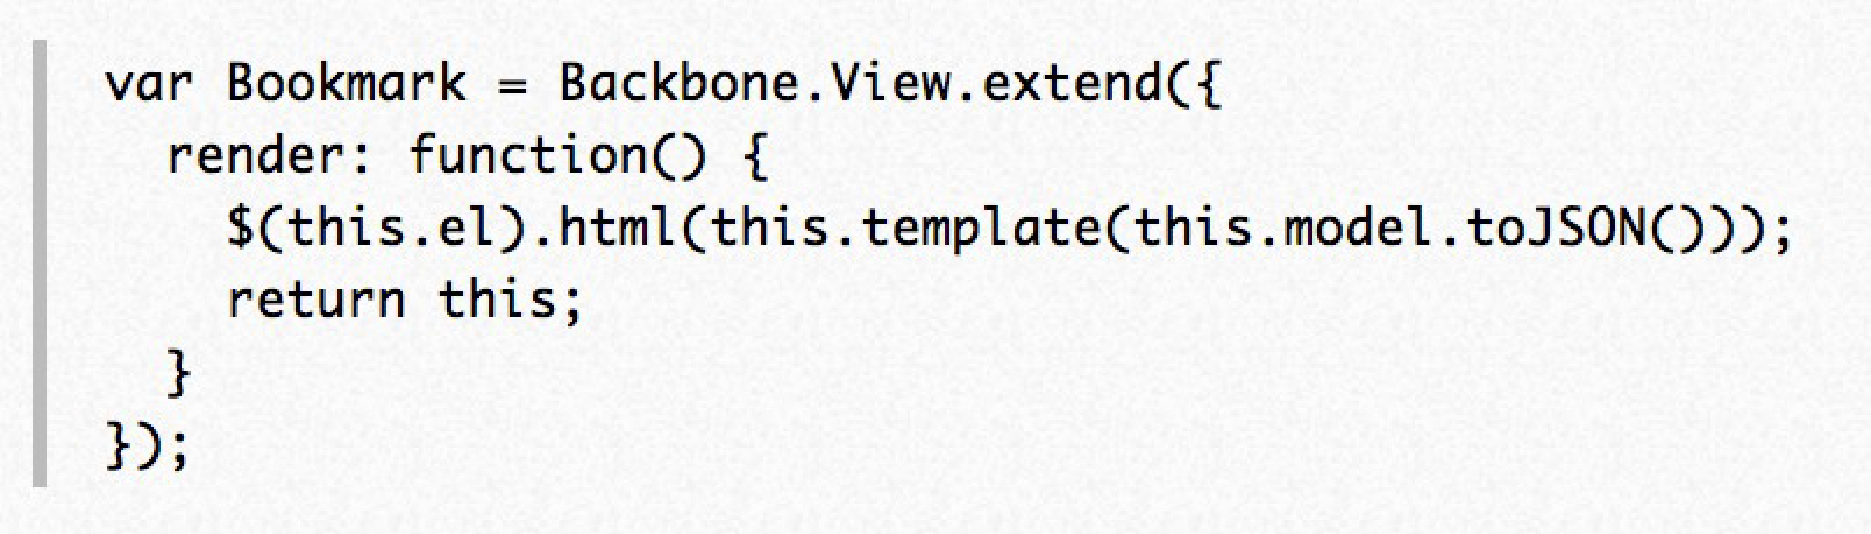 var Bookmark = Backbone.View.extend({
  render: function() {
    $(this.el).html(this.template(this.model.toJSON()));
    return this;
  }
});